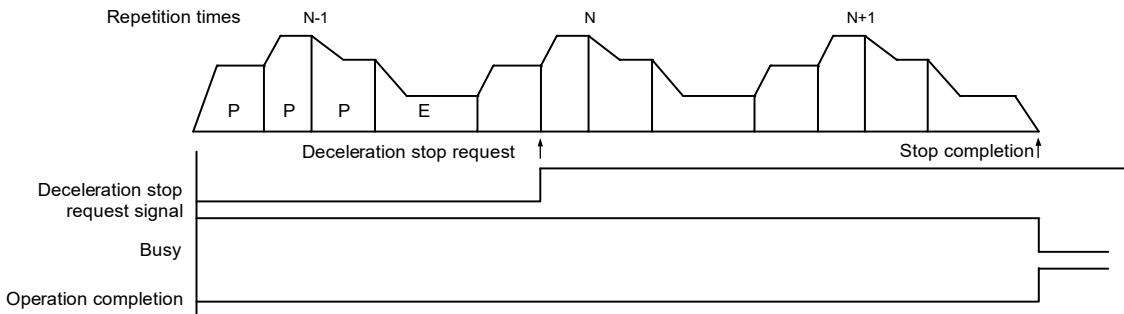 Repetition times N-1 N N+1
P P P E
Deceleration stop request Stop completion
Deceleration stop
request signal
Busy
Operation completion